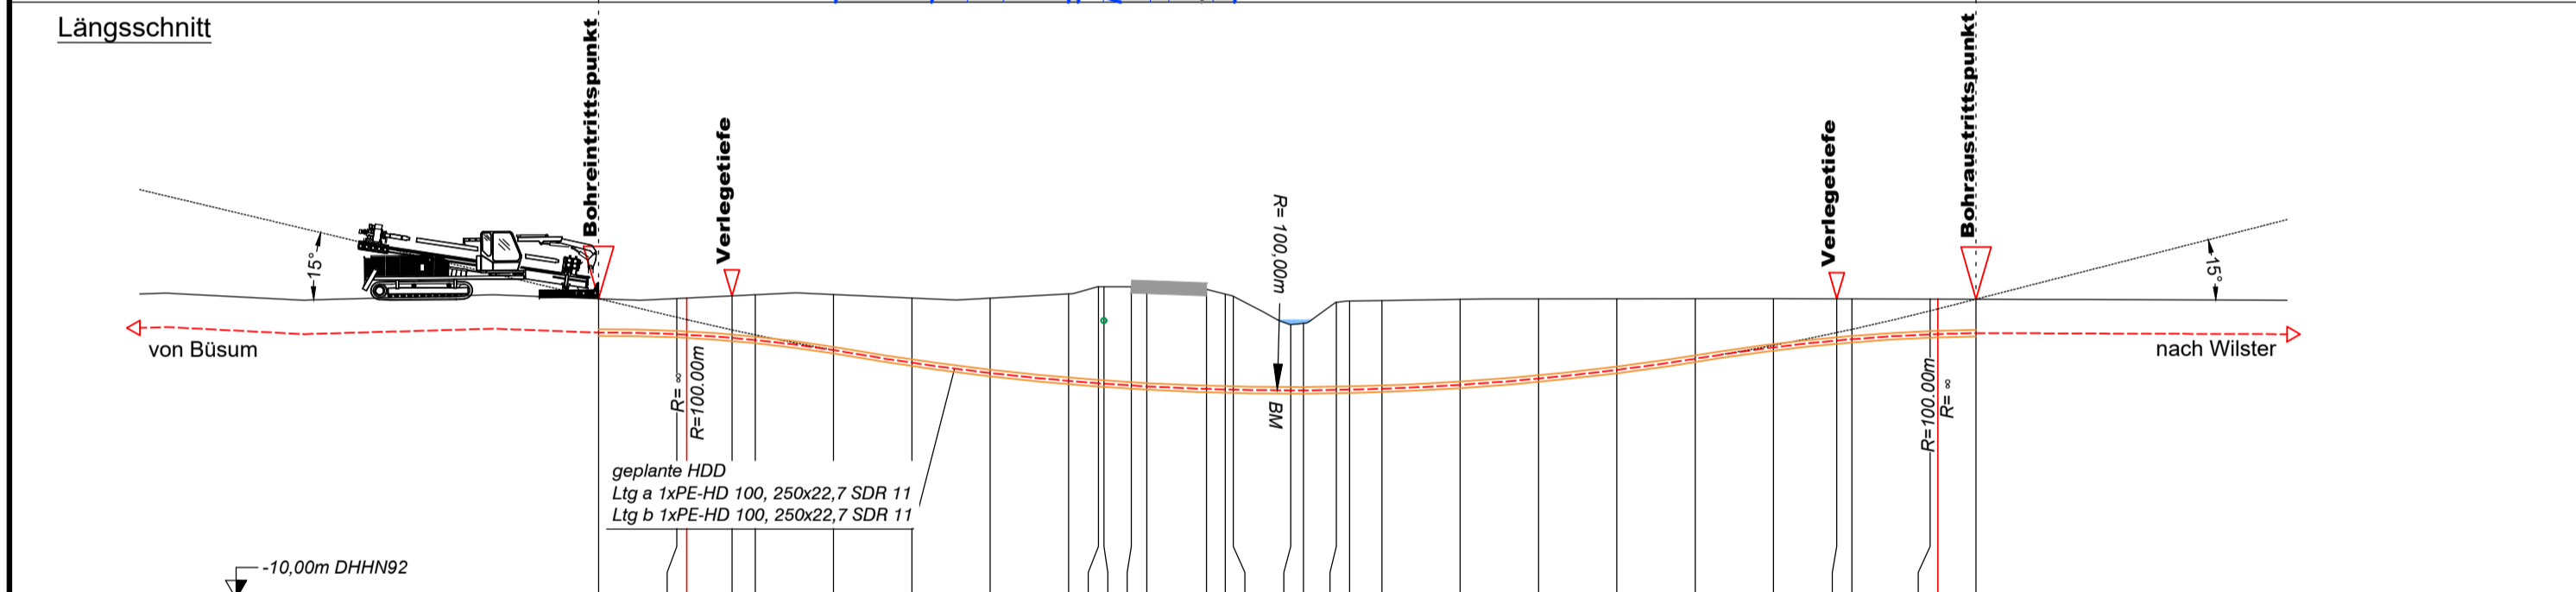 Längsschnitt
Bohreintrittspunkt
Verlegetiefe
Verlegetiefe
Bohraustrittspunkt
15°
15°
R= 100,00m
BM
von Büsum
nach Wilster
R= ∞
R=100.00m
R=100.00m
R= ∞
geplante HDD
Ltg a 1xPE-HD 100, 250x22,7 SDR 11
Ltg b 1xPE-HD 100, 250x22,7 SDR 11
-10,00m DHHN92